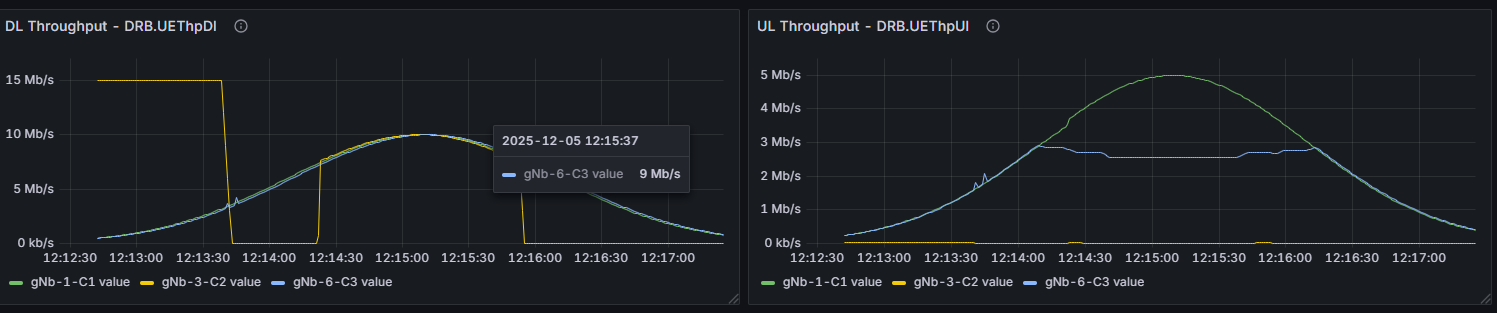 DL Throughput - DRB.UEThpDl
15 Mb/s
10 Mb/s
5 Mb/s
0 kb/s
12:12:30 12:13:00 12:13:30 12:14:00 12:14:30 12:15:00 12:15:30 12:16:00 12:16:30 12:17:00
2025-12-05 12:15:37
gNb-6-C3 value 9 Mb/s
gNb-1-C1 value gNb-3-C2 value gNb-6-C3 value
UL Throughput - DRB.UEThpUl
5 Mb/s
4 Mb/s
3 Mb/s
2 Mb/s
1 Mb/s
0 kb/s
12:12:30 12:13:00 12:13:30 12:14:00 12:14:30 12:15:00 12:15:30 12:16:00 12:16:30 12:17:00
gNb-1-C1 value gNb-3-C2 value gNb-6-C3 value